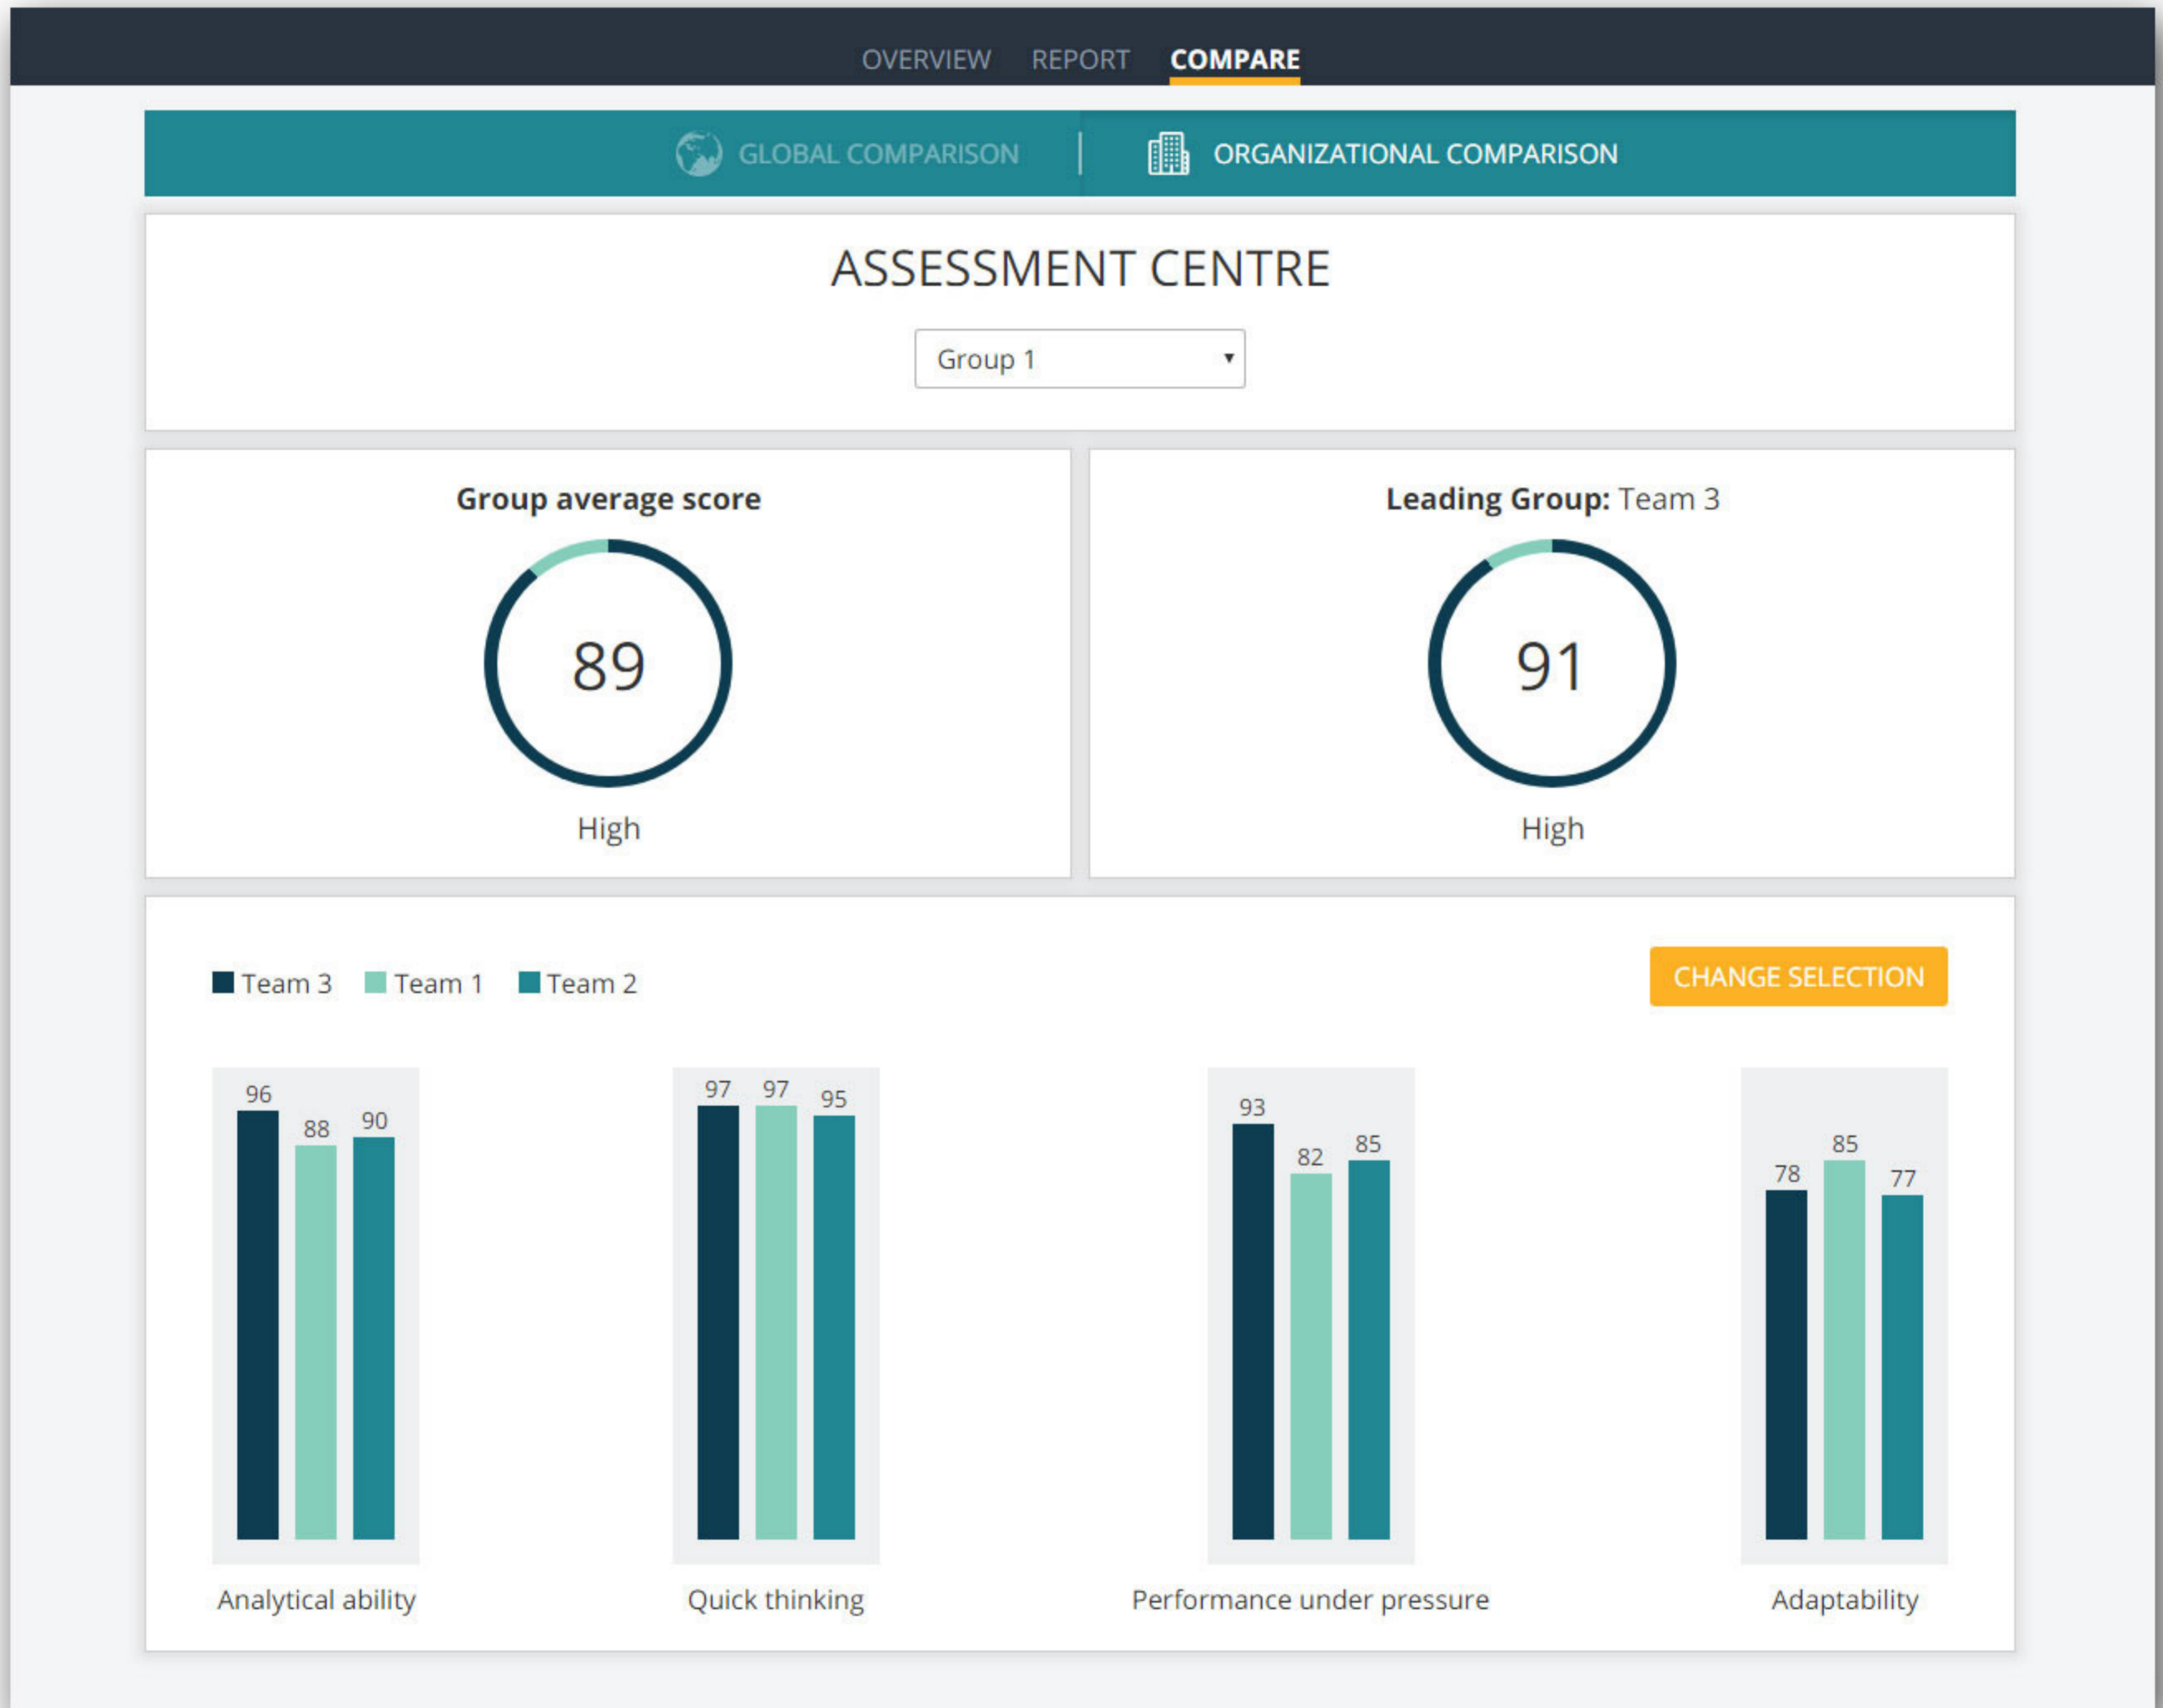 OVERVIEW REPORT COMPARE
GLOBAL COMPARISON ORGANIZATIONAL COMPARISON
ASSESSMENT CENTRE
Group 1
Group average score
89
High
Leading Group: Team 3
91
High
Team 3 Team 1 Team 2
CHANGE SELECTION
96 88 90
Analytical ability
97 97 95
Quick thinking
93 82 85
Performance under pressure
78 85 77
Adaptability